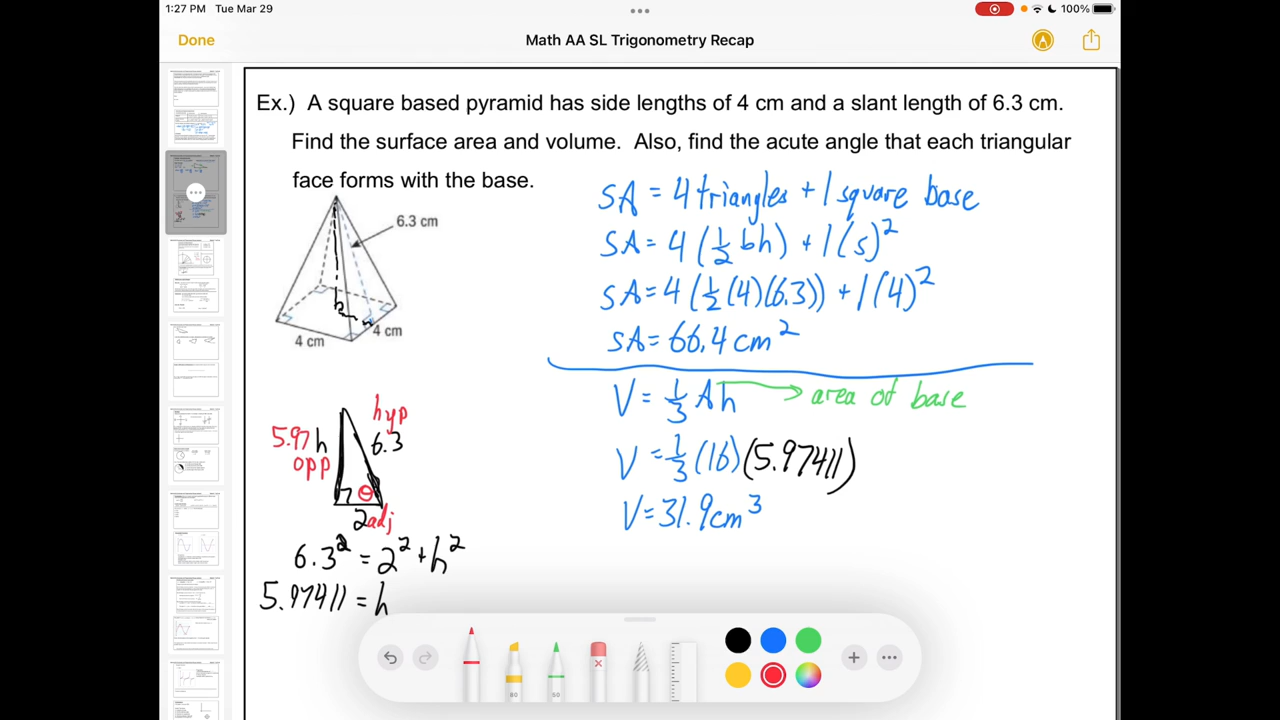 1:27 PM Tue Mar 29
100%
Done
Math AA SL Trigonometry Recap
Ex.) A square based pyramid has side lengths of 4 cm and a slant length of 6.3 cm.
Find the surface area and volume. Also, find the acute angle that each triangular
face forms with the base.
6.3 cm
4 cm
4 cm
SA = 4 triangles + 1 square base
SA = 4 (1/2 bh) + 1(s)²
SA = 4 (1/2 (4)(6.3)) + 1(4)²
SA = 66.4 cm²
V = 1/3 Ah → area of base
V = 1/3 (16) (5.97411)
V = 31.9cm³
hyp
6.3
5.97 h
opp
θ
2 adj
6.3² = 2² + h²
5.97411 = h
80
50